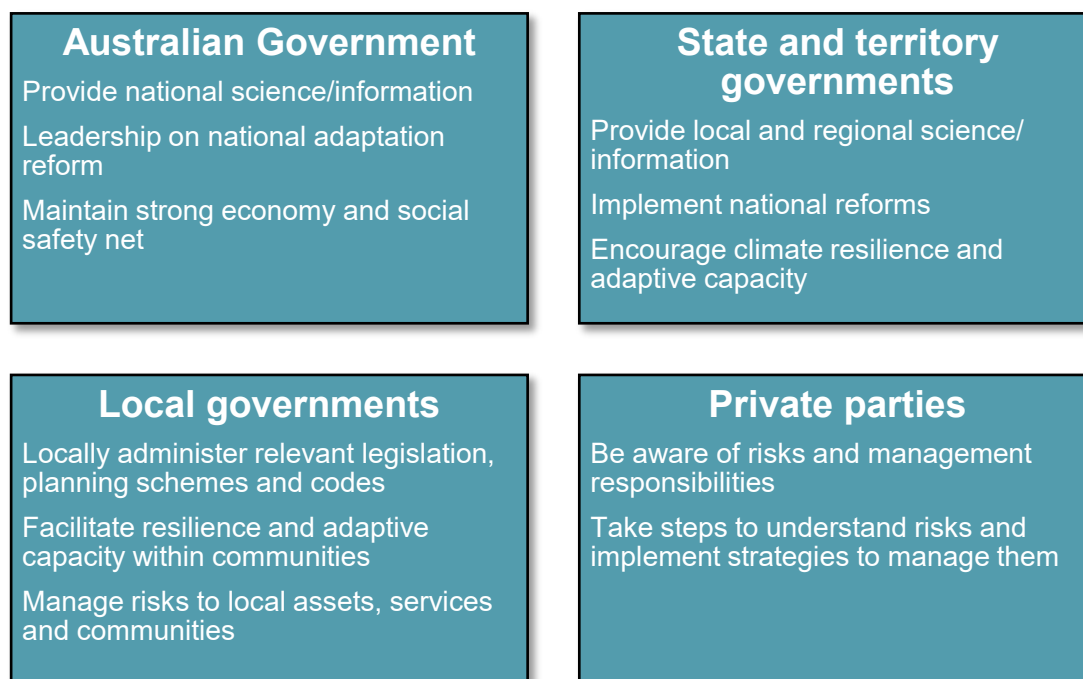 Australian Government
Provide national science/information
Leadership on national adaptation
reform
Maintain strong economy and social
safety net
State and territory
governments
Provide local and regional science/
information
Implement national reforms
Encourage climate resilience and
adaptive capacity
Local governments
Locally administer relevant legislation,
planning schemes and codes
Facilitate resilience and adaptive
capacity within communities
Manage risks to local assets, services
and communities
Private parties
Be aware of risks and management
responsibilities
Take steps to understand risks and
implement strategies to manage them